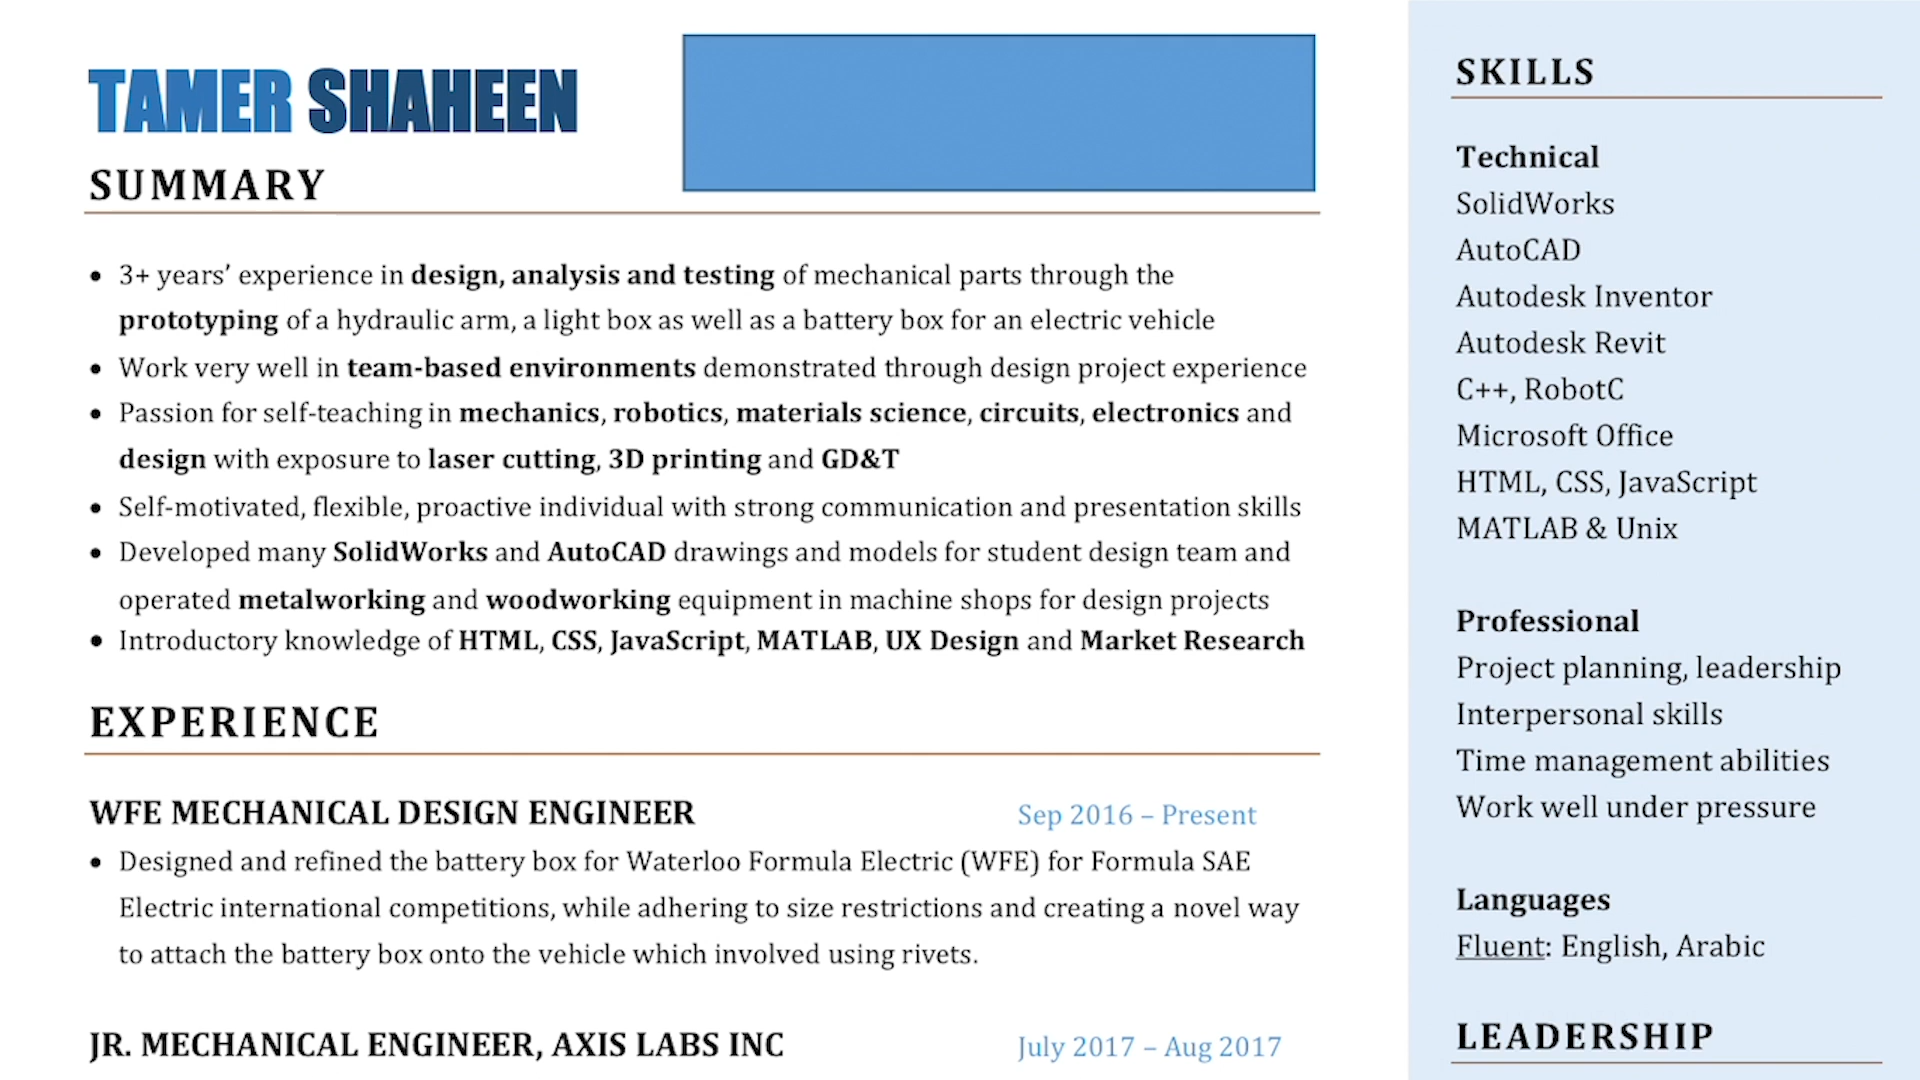 TAMER SHAHEEN
SUMMARY
• 3+ years’ experience in design, analysis and testing of mechanical parts through the
prototyping of a hydraulic arm, a light box as well as a battery box for an electric vehicle
• Work very well in team-based environments demonstrated through design project experience
• Passion for self-teaching in mechanics, robotics, materials science, circuits, electronics and
design with exposure to laser cutting, 3D printing and GD&T
• Self-motivated, flexible, proactive individual with strong communication and presentation skills
• Developed many SolidWorks and AutoCAD drawings and models for student design team and
operated metalworking and woodworking equipment in machine shops for design projects
• Introductory knowledge of HTML, CSS, JavaScript, MATLAB, UX Design and Market Research
EXPERIENCE
WFE MECHANICAL DESIGN ENGINEER Sep 2016 – Present
• Designed and refined the battery box for Waterloo Formula Electric (WFE) for Formula SAE
Electric international competitions, while adhering to size restrictions and creating a novel way
to attach the battery box onto the vehicle which involved using rivets.
JR. MECHANICAL ENGINEER, AXIS LABS INC July 2017 – Aug 2017
SKILLS
Technical
SolidWorks
AutoCAD
Autodesk Inventor
Autodesk Revit
C++, RobotC
Microsoft Office
HTML, CSS, JavaScript
MATLAB & Unix
Professional
Project planning, leadership
Interpersonal skills
Time management abilities
Work well under pressure
Languages
Fluent: English, Arabic
LEADERSHIP